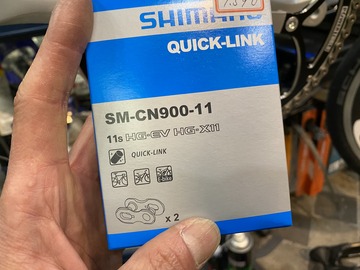 SHIMANO
QUICK-LINK
SM-CN900-11
11s HG-EV HG-X11
QUICK-LINK
x 2